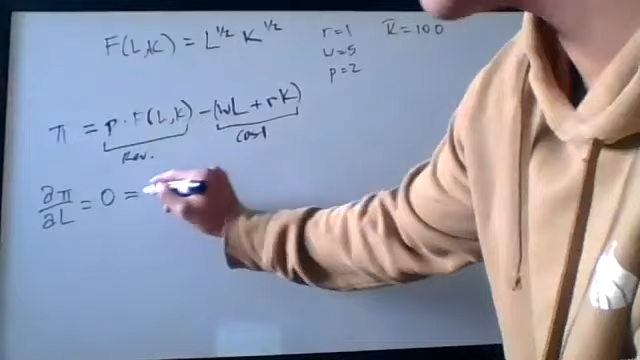 F(L,K) = L^{1/2} K^{1/2}
r=1
w=5
p=2
K̅=100
π = p · F(L,K) - (wL + rK)
Rev.
Cost
∂π/∂L = 0 =